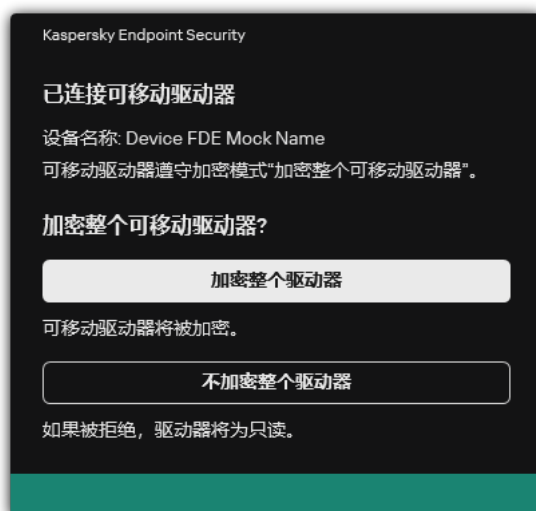 Kaspersky Endpoint Security
已连接可移动驱动器
设备名称: Device FDE Mock Name
可移动驱动器遵守加密模式“加密整个可移动驱动器”。
加密整个可移动驱动器?
加密整个驱动器
可移动驱动器将被加密。
不加密整个驱动器
如果被拒绝，驱动器将为只读。